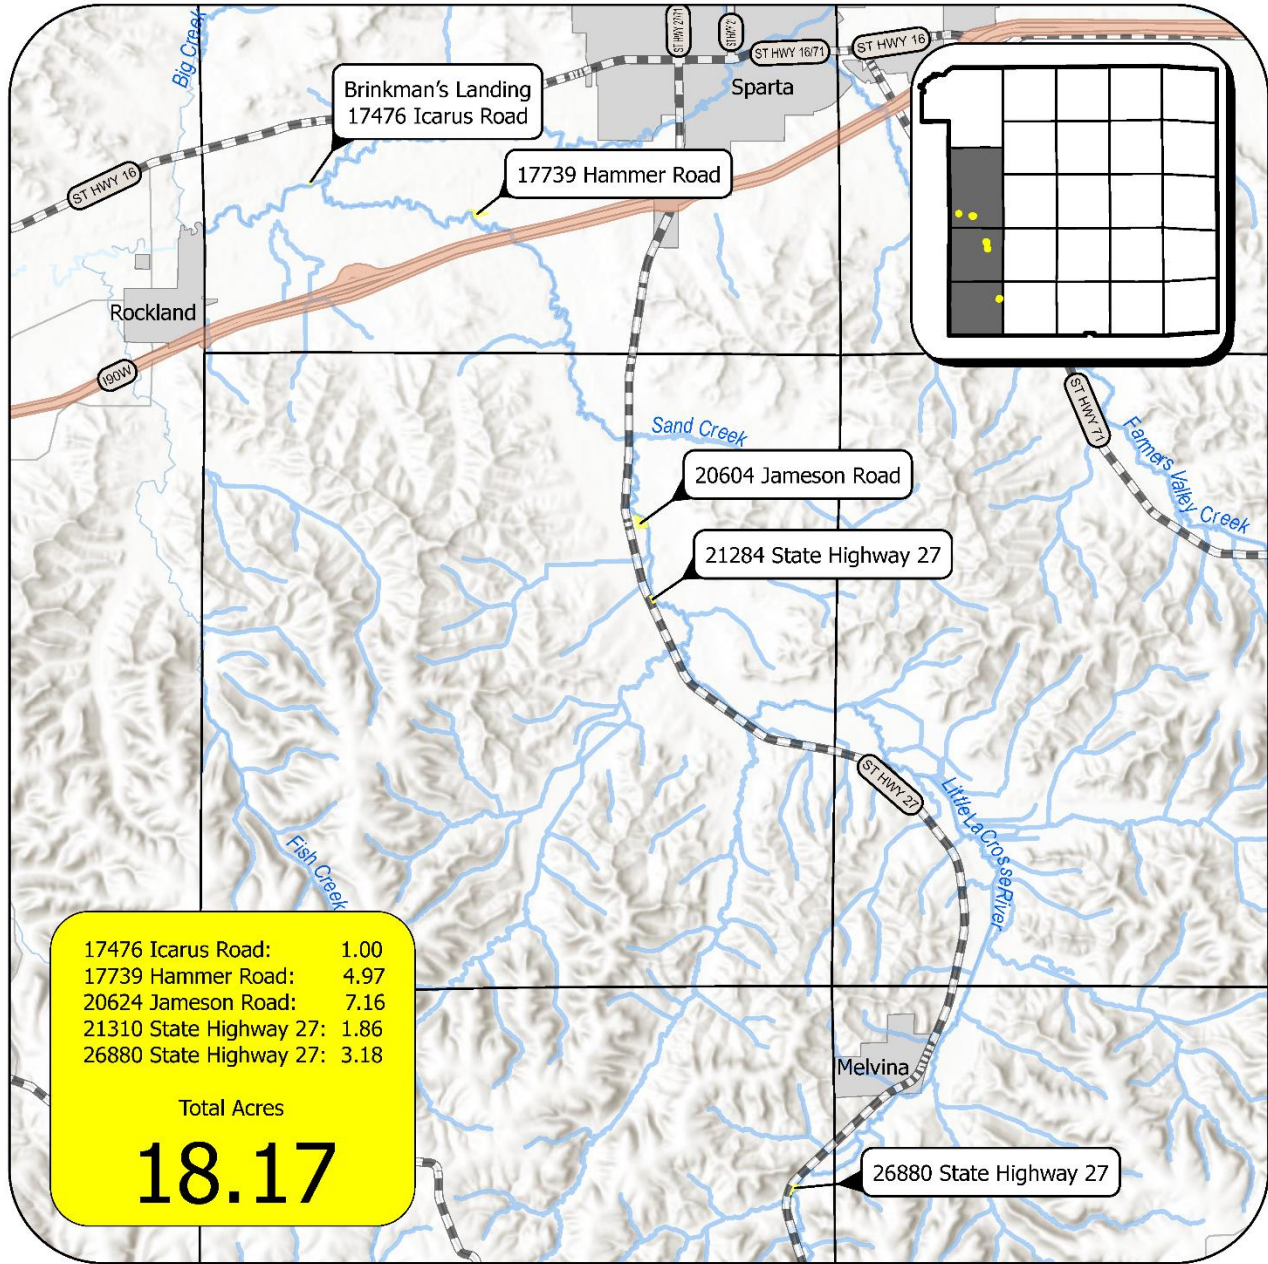 Big Creek
ST HWY 27/71
ST HWY 21
ST HWY 16/71
ST HWY 16
Sparta
Brinkman's Landing
17476 Icarus Road
17739 Hammer Road
ST HWY 16
Rockland
I90W
ST HWY 71
Farmers Valley Creek
Sand Creek
20604 Jameson Road
21284 State Highway 27
ST HWY 27
Little La Crosse River
Fish Creek
17476 Icarus Road: 1.00
17739 Hammer Road: 4.97
20624 Jameson Road: 7.16
21310 State Highway 27: 1.86
26880 State Highway 27: 3.18
Total Acres
18.17
Melvina
26880 State Highway 27